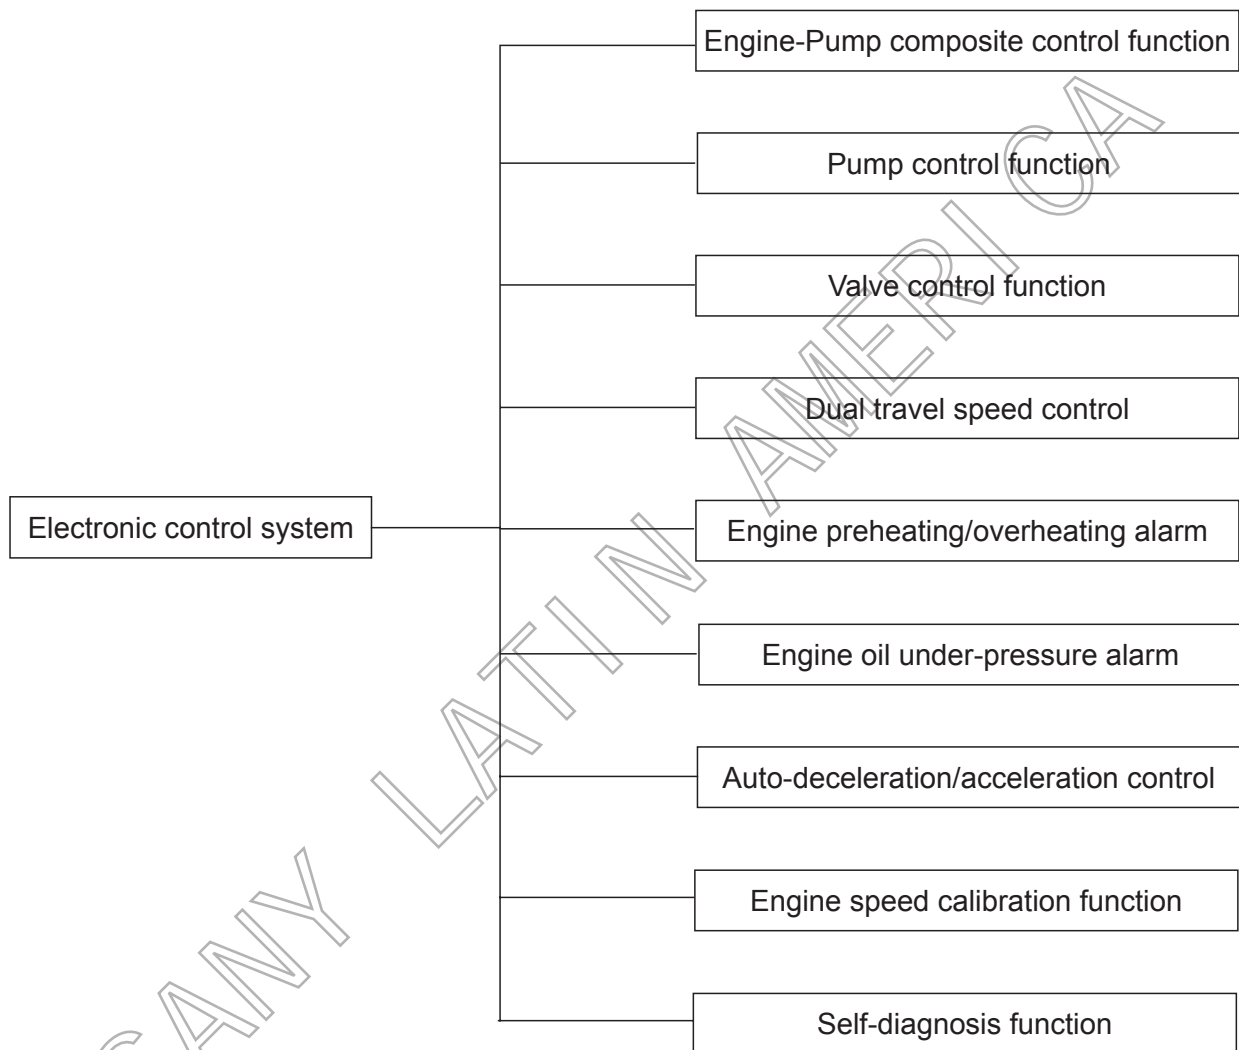 Engine-Pump composite control function
Pump control function
Valve control function
Dual travel speed control
Electronic control system
Engine preheating/overheating alarm
Engine oil under-pressure alarm
Auto-deceleration/acceleration control
Engine speed calibration function
Self-diagnosis function
SANY LATIN AMERICA